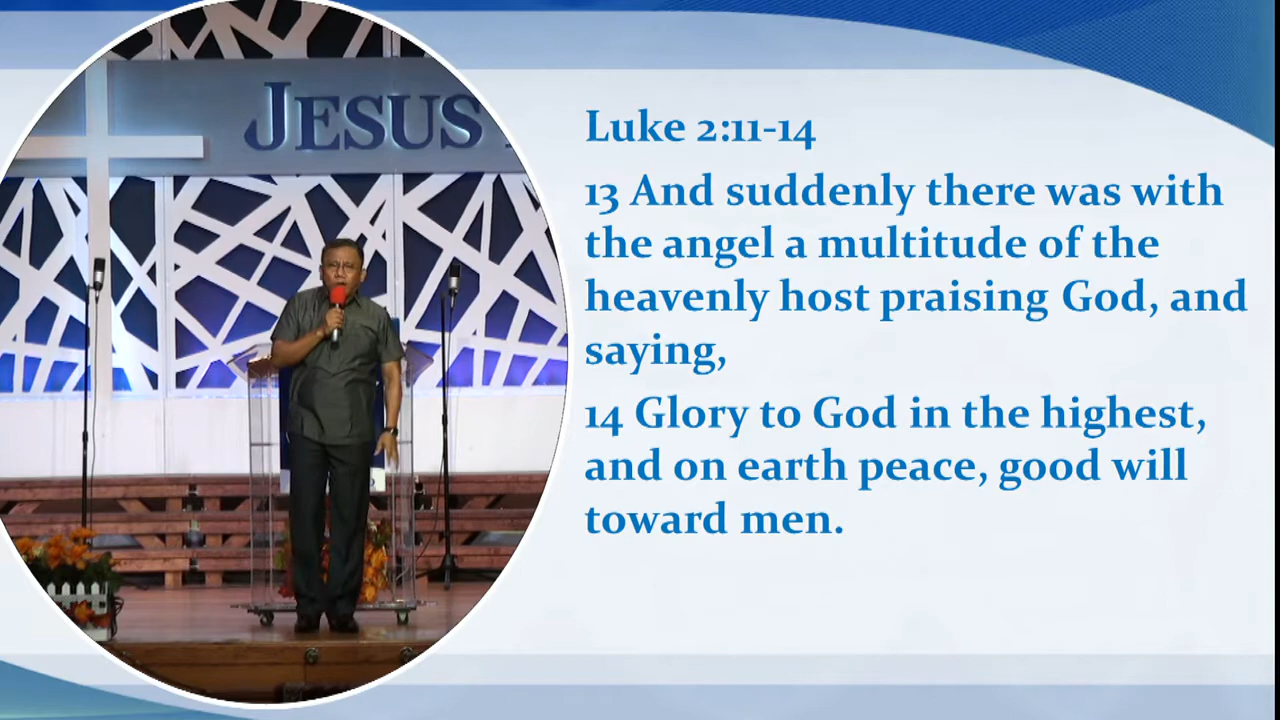 JESUS
Luke 2:11-14
13 And suddenly there was with
the angel a multitude of the
heavenly host praising God, and
saying,
14 Glory to God in the highest,
and on earth peace, good will
toward men.